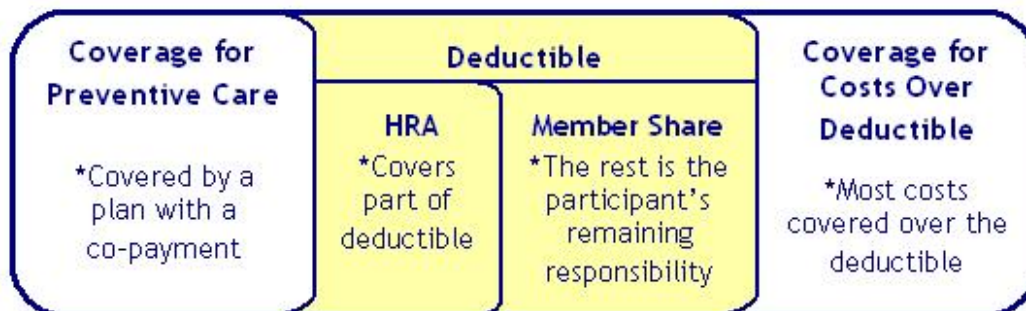 Coverage for
Preventive Care
*Covered by a
plan with a
co-payment
Deductible
HRA
*Covers
part of
deductible
Member Share
*The rest is the
participant's
remaining
responsibility
Coverage for
Costs Over
Deductible
*Most costs
covered over the
deductible